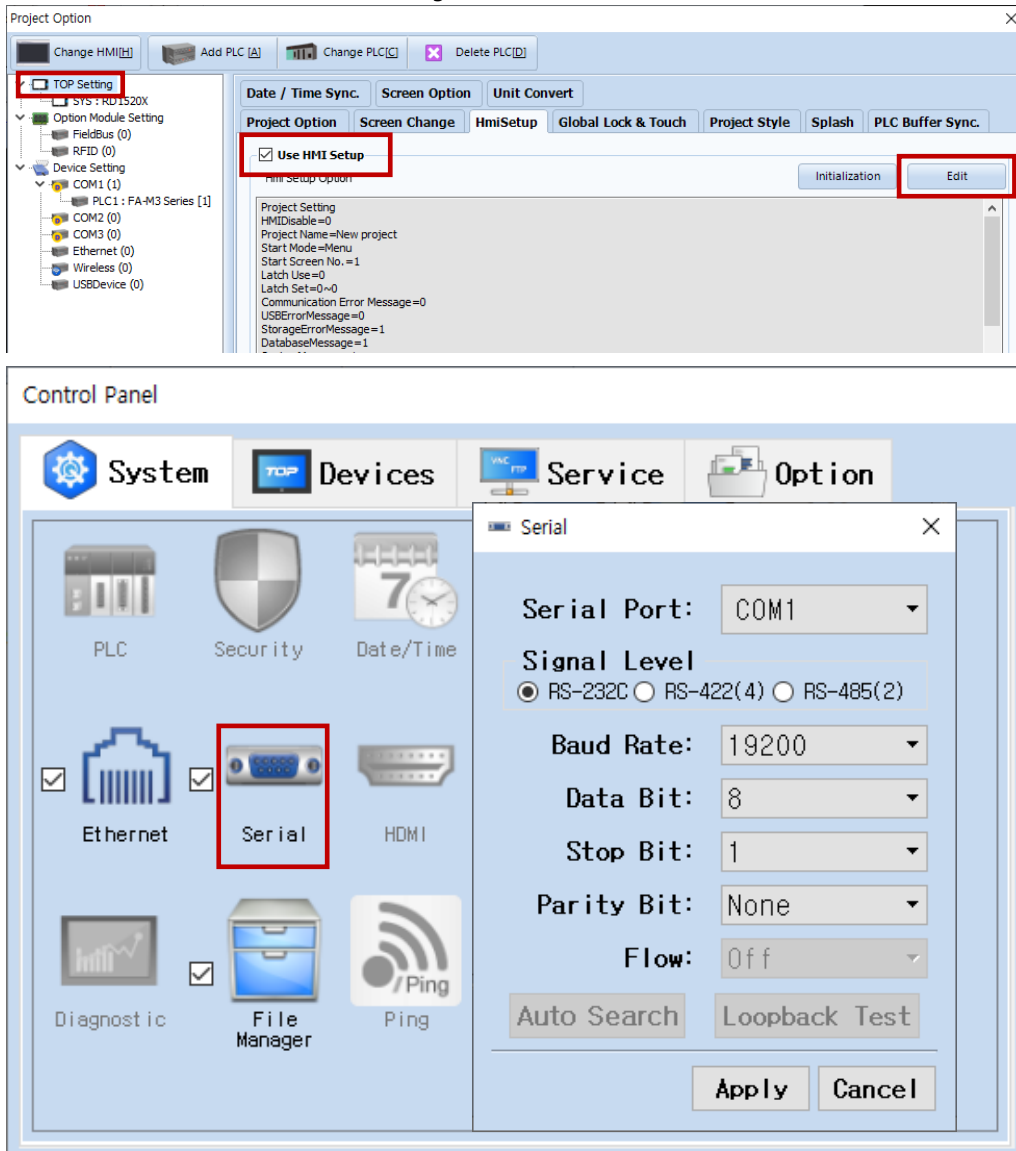 Project Option
Change HMI[H]
Add PLC [A]
Change PLC[C]
Delete PLC[D]
TOP Setting
SYS : RD1520X
Option Module Setting
FieldBus (0)
RFID (0)
Device Setting
COM1 (1)
PLC1 : FA-M3 Series [1]
COM2 (0)
COM3 (0)
Ethernet (0)
Wireless (0)
USBDevice (0)
Date / Time Sync.
Screen Option
Unit Convert
Project Option
Screen Change
HmiSetup
Global Lock & Touch
Project Style
Splash
PLC Buffer Sync.
Use HMI Setup
Hmi Setup Option
Initialization
Edit
Project Setting
HMIDisable=0
Project Name=New project
Start Mode=Menu
Start Screen No.=1
Latch Use=0
Latch Set=0~0
Communication Error Message=0
USBErrorMessage=0
StorageErrorMessage=1
DatabaseMessage=1
Control Panel
System
TOP
Devices
VNC
FTP
Service
Option
PLC
Security
7
Date/Time
Ethernet
Serial
HDMI
Diagnostic
File
Manager
/Ping
Ping
Serial
Serial Port: COM1
Signal Level
RS-232C RS-422(4) RS-485(2)
Baud Rate: 19200
Data Bit: 8
Stop Bit: 1
Parity Bit: None
Flow: Off
Auto Search
Loopback Test
Apply
Cancel